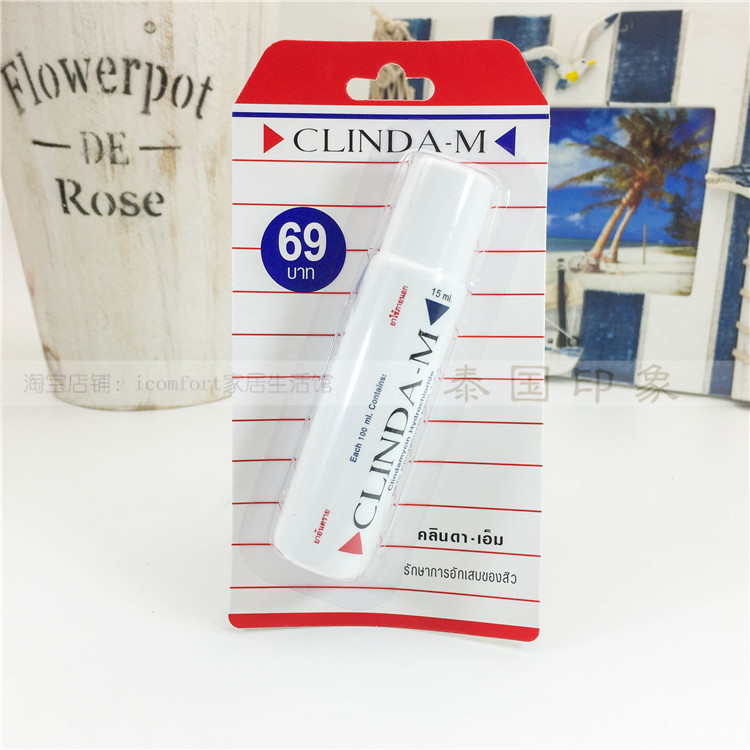 Flowerpot
DE
Rose
CLINDA-M
69
บาท
15 ml.
ยาใช้ภายนอก
CLINDA-M
Each 100 ml. Contains:
Clindamycin Hydrochloride
ยาอันตราย
คลินดา-เอ็ม
รักษาการอักเสบของสิว
淘宝店铺：icomfort家居生活馆
泰国印象